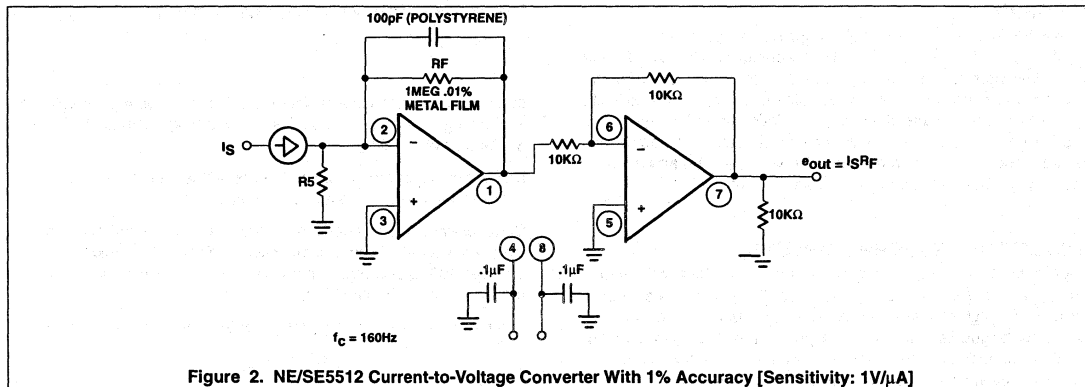 100pF (POLYSTYRENE)
RF
1MEG .01%
METAL FILM
10KΩ
IS
2
−
6
−
eout = ISRF
10KΩ
R5
1
7
3
+
5
+
10KΩ
4
8
.1µF
.1µF
fC = 160Hz
Figure 2. NE/SE5512 Current-to-Voltage Converter With 1% Accuracy [Sensitivity: 1V/µA]